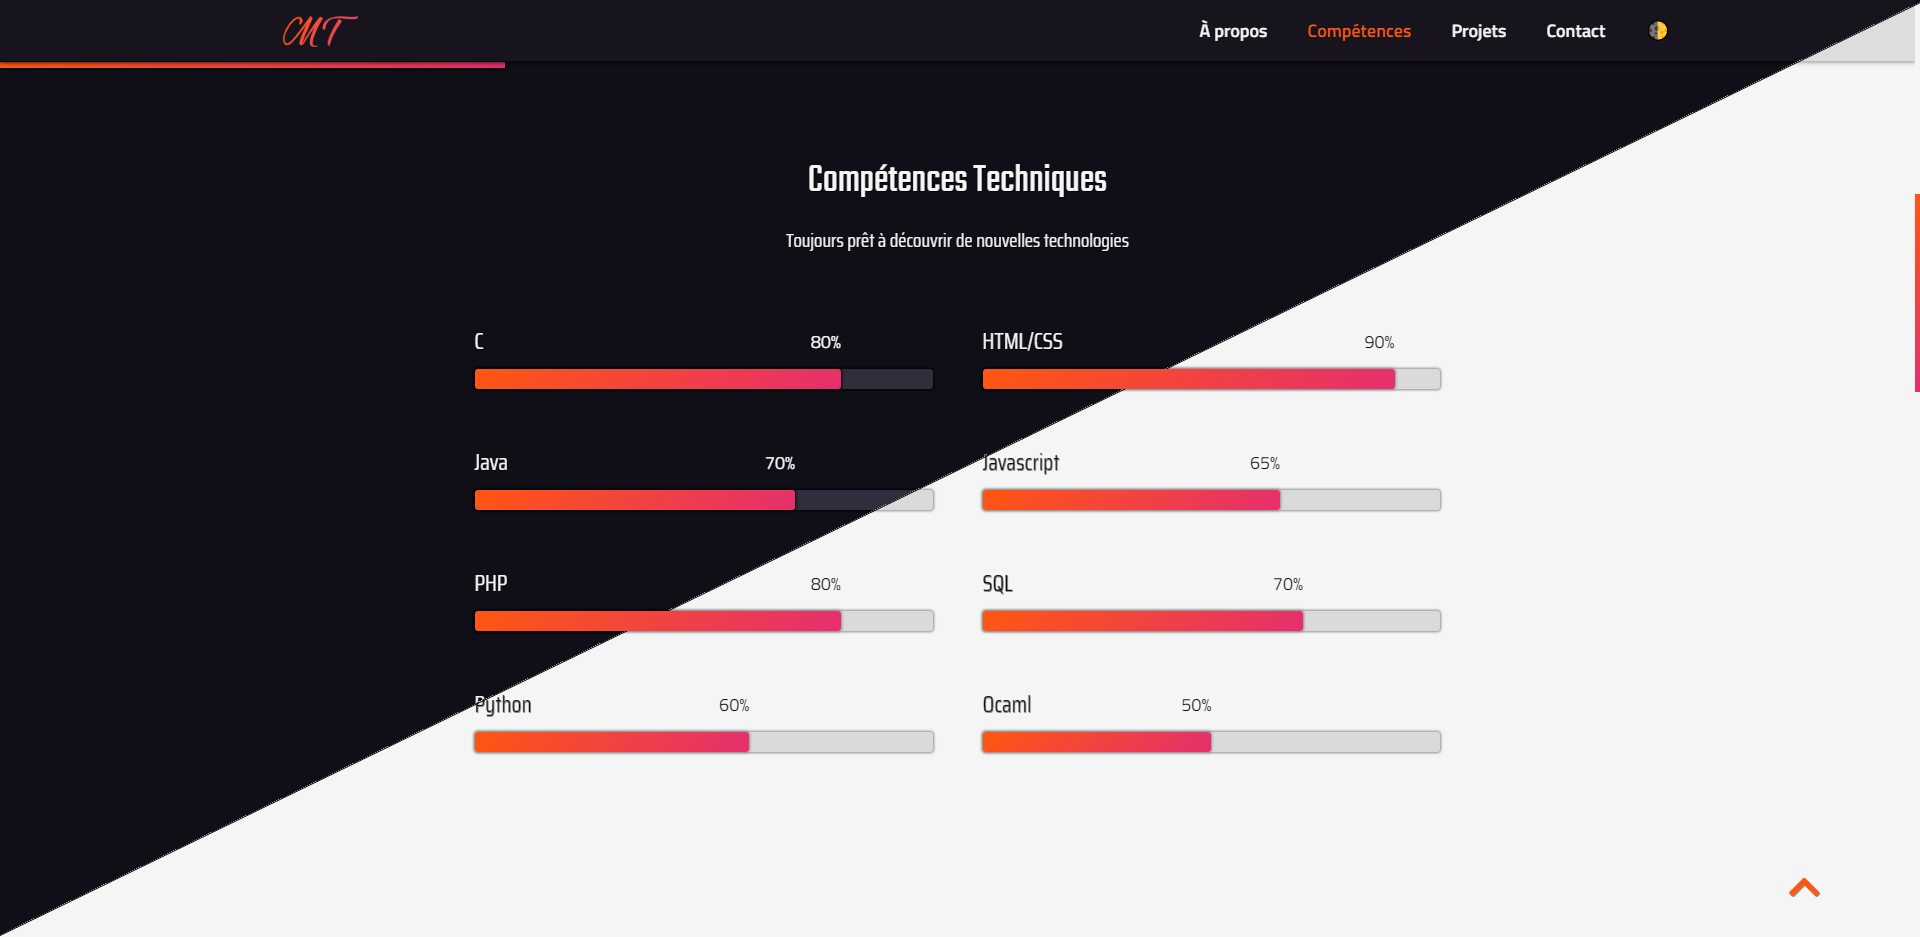 CMT
À propos Compétences Projets Contact
Compétences Techniques
Toujours prêt à découvrir de nouvelles technologies
C 80%
HTML/CSS 90%
Java 70%
Javascript 65%
PHP 80%
SQL 70%
Python 60%
Ocaml 50%